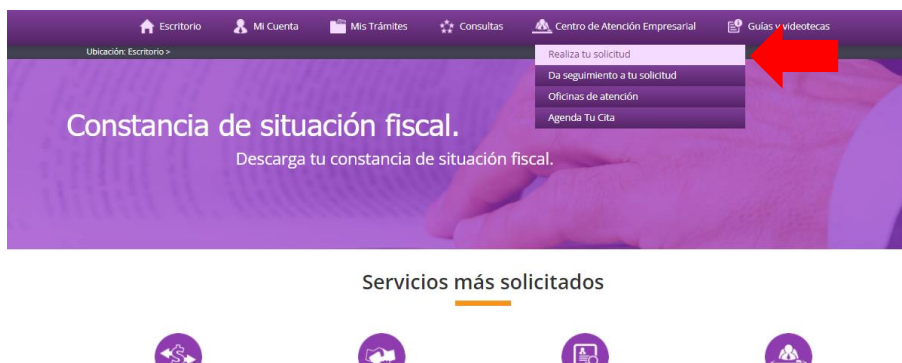 Escritorio Mi Cuenta Mis Trámites Consultas Centro de Atención Empresarial Guías y videotecas
Ubicación: Escritorio >
Realiza tu solicitud
Da seguimiento a tu solicitud
Oficinas de atención
Agenda Tu Cita
Constancia de situación fiscal.
Descarga tu constancia de situación fiscal.
Servicios más solicitados